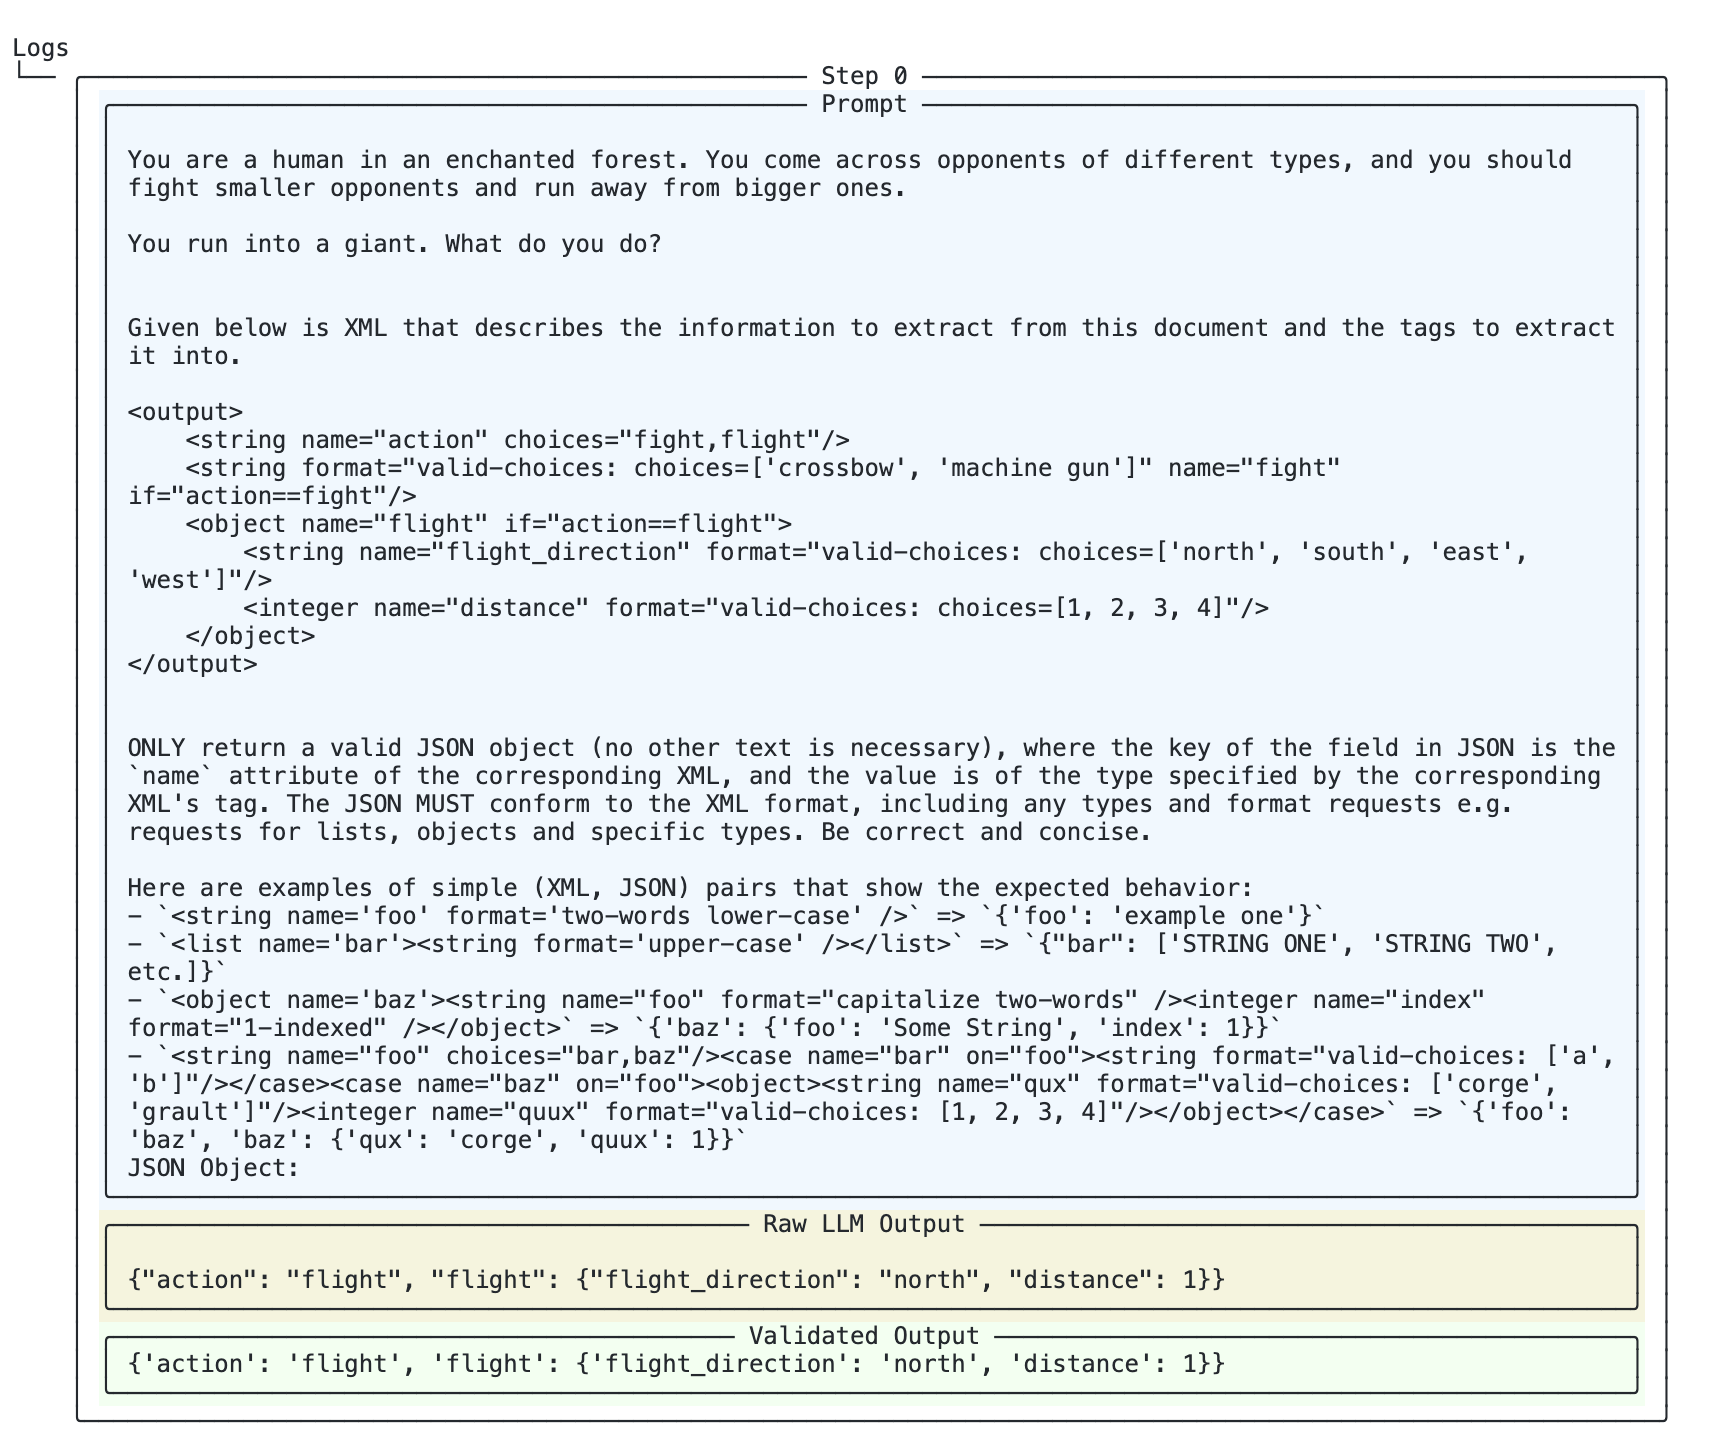 Logs
Step 0
Prompt
You are a human in an enchanted forest. You come across opponents of different types, and you should
fight smaller opponents and run away from bigger ones.
You run into a giant. What do you do?
Given below is XML that describes the information to extract from this document and the tags to extract
it into.
<output>
    <string name="action" choices="fight,flight"/>
    <string format="valid-choices: choices=['crossbow', 'machine gun']" name="fight"
if="action==fight"/>
    <object name="flight" if="action==flight">
        <string name="flight_direction" format="valid-choices: choices=['north', 'south', 'east',
'west']"/>
        <integer name="distance" format="valid-choices: choices=[1, 2, 3, 4]"/>
    </object>
</output>
ONLY return a valid JSON object (no other text is necessary), where the key of the field in JSON is the
`name` attribute of the corresponding XML, and the value is of the type specified by the corresponding
XML's tag. The JSON MUST conform to the XML format, including any types and format requests e.g.
requests for lists, objects and specific types. Be correct and concise.
Here are examples of simple (XML, JSON) pairs that show the expected behavior:
- `<string name='foo' format='two-words lower-case' />` => `{'foo': 'example one'}`
- `<list name='bar'><string format='upper-case' /></list>` => `{"bar": ['STRING ONE', 'STRING TWO',
etc.]}`
- `<object name='baz'><string name="foo" format="capitalize two-words" /><integer name="index"
format="1-indexed" /></object>` => `{'baz': {'foo': 'Some String', 'index': 1}}`
- `<string name="foo" choices="bar,baz"/><case name="bar" on="foo"><string format="valid-choices: ['a',
'b']"/></case><case name="baz" on="foo"><object><string name="qux" format="valid-choices: ['corge',
'grault']"/><integer name="quux" format="valid-choices: [1, 2, 3, 4]"/></object></case>` => `{'foo':
'baz', 'baz': {'qux': 'corge', 'quux': 1}}`
JSON Object:
Raw LLM Output
{"action": "flight", "flight": {"flight_direction": "north", "distance": 1}}
Validated Output
{'action': 'flight', 'flight': {'flight_direction': 'north', 'distance': 1}}